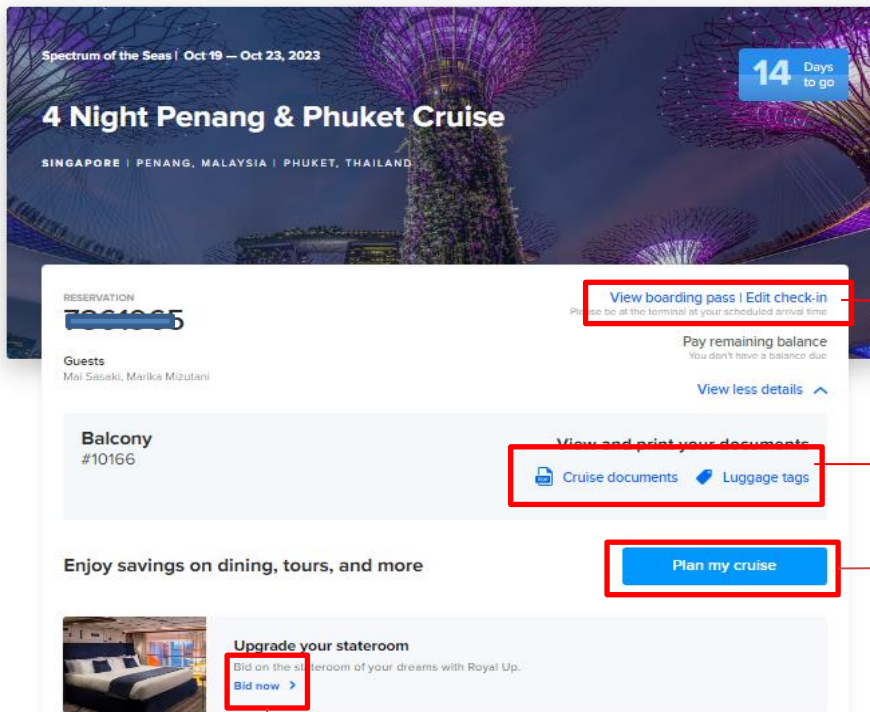 Spectrum of the Seas | Oct 19 — Oct 23, 2023
14 Days to go
4 Night Penang & Phuket Cruise
SINGAPORE | PENANG, MALAYSIA | PHUKET, THAILAND
RESERVATION
View boarding pass | Edit check-in
Please be at the terminal at your scheduled arrival time
Pay remaining balance
You don't have a balance due
Guests
Mai Sasaki, Marika Mizutani
View less details
Balcony
#10166
View and print your documents
PDF
Cruise documents
Luggage tags
Enjoy savings on dining, tours, and more
Plan my cruise
Upgrade your stateroom
Bid on the stateroom of your dreams with Royal Up.
Bid now >